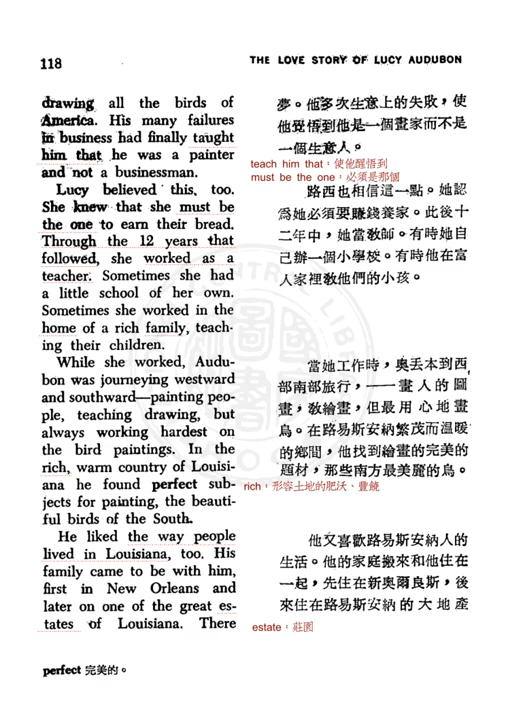 118
THE LOVE STORY OF LUCY AUDUBON
drawing all the birds of
America. His many failures
in business had finally taught
him that he was a painter
and not a businessman.
Lucy believed this, too.
She knew that she must be
the one to earn their bread.
Through the 12 years that
followed, she worked as a
teacher. Sometimes she had
a little school of her own.
Sometimes she worked in the
home of a rich family, teach-
ing their children.
While she worked, Audu-
bon was journeying westward
and southward—painting peo-
ple, teaching drawing, but
always working hardest on
the bird paintings. In the
rich, warm country of Louisi-
ana he found perfect sub-
jects for painting, the beauti-
ful birds of the South.
He liked the way people
lived in Louisiana, too. His
family came to be with him,
first in New Orleans and
later on one of the great es-
tates of Louisiana. There
夢。他多次生意上的失敗,使
他覺悟到他是一個畫家而不是
一個生意人。
teach him that:使他醒悟到
must be the one:必須是那個
路西也相信這一點。她認
為她必須要賺錢養家。此後十
二年中,她當敎師。有時她自
己辦一個小學校。有時他在富
人家裡敎他們的小孩。
當她工作時,奧丟本到西
部南部旅行,——畫人的圖
畫,敎繪畫,但最用心地畫
鳥。在路易斯安納繁茂而溫暖
的鄉間,他找到繪畫的完美的
題材,那些南方最美麗的鳥。
rich:形容土地的肥沃、豐饒
他又喜歡路易斯安納人的
生活。他的家庭搬來和他住在
一起,先住在新奧爾良斯,後
來住在路易斯安納的大地產
estate:莊園
perfect 完美的。